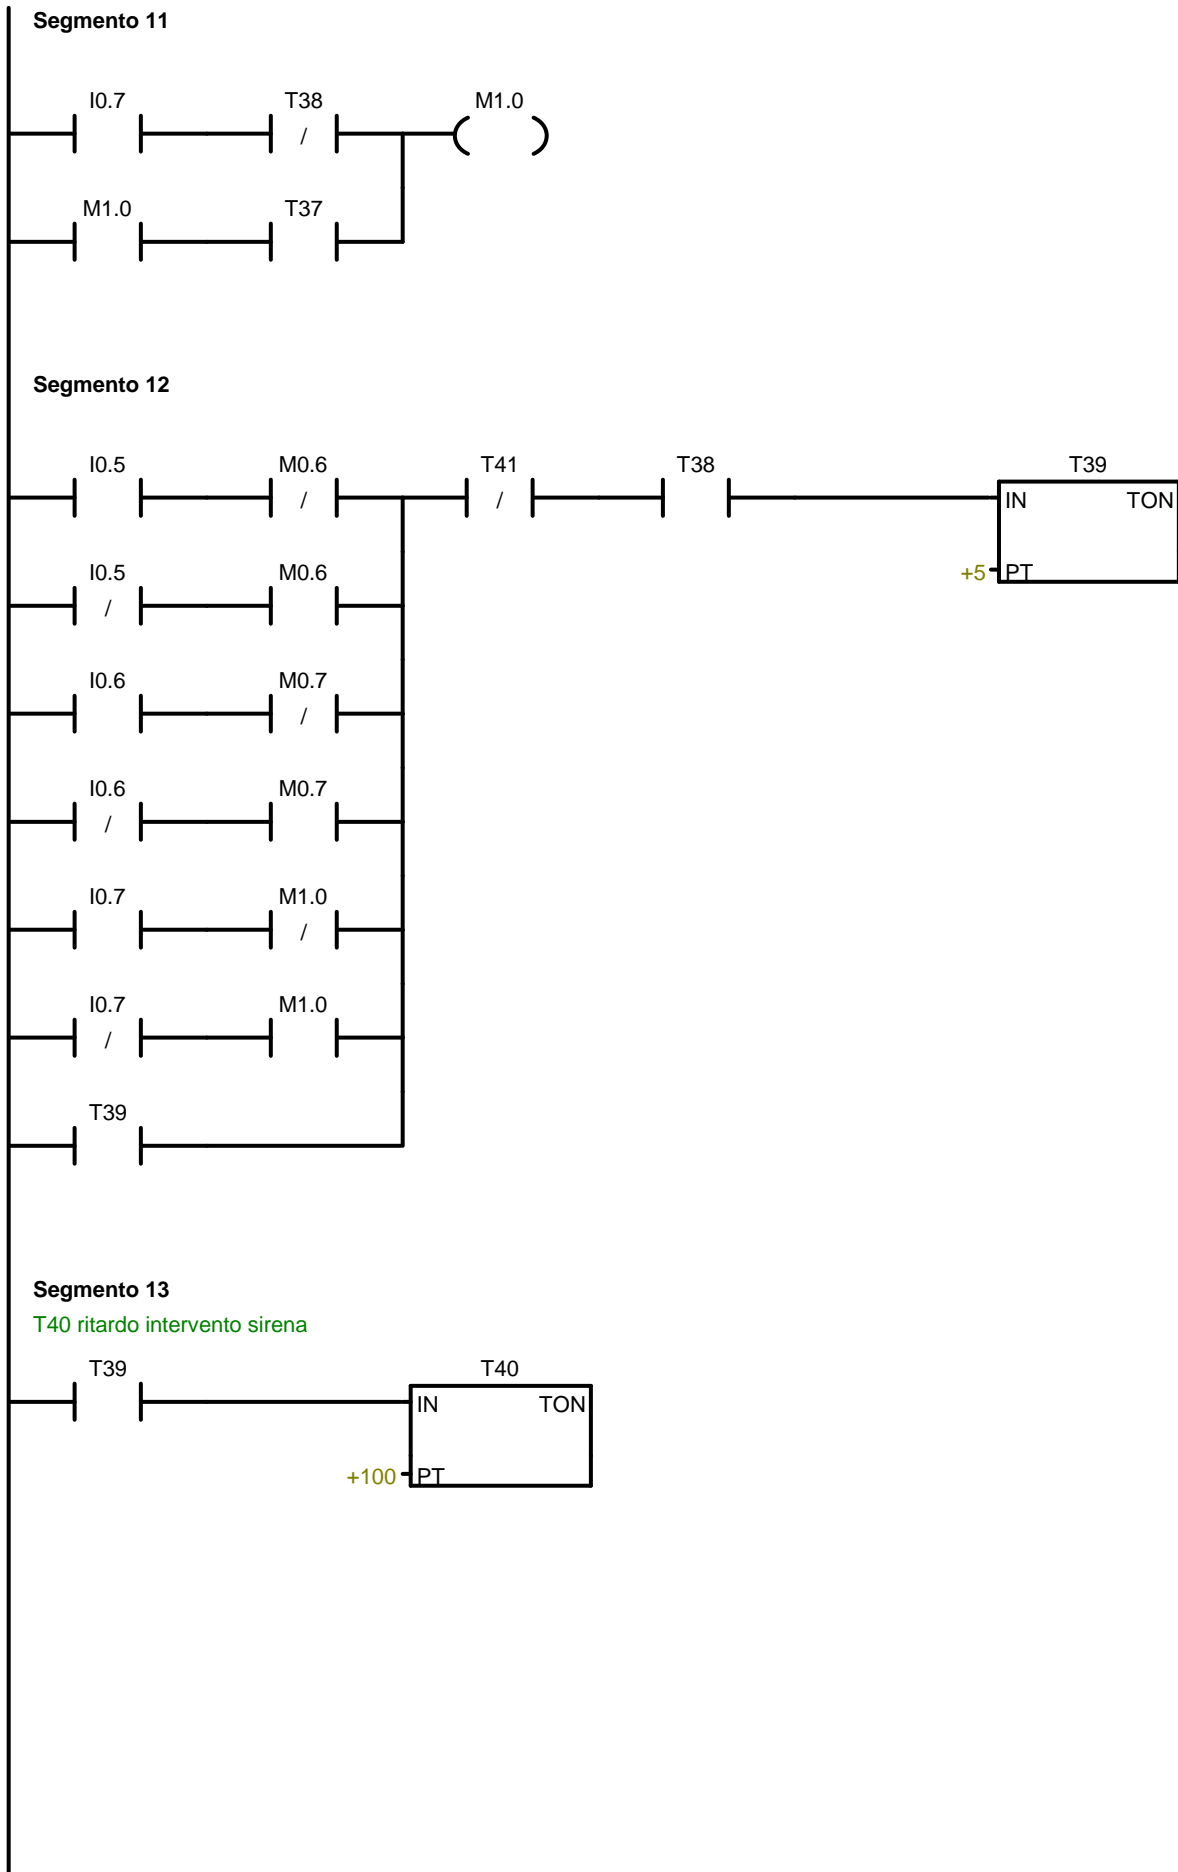 Segmento 11
I0.7 T38 M1.0
/
M1.0 T37
Segmento 12
I0.5 M0.6 T41 T38 T39
/ / IN TON
I0.5 M0.6 +5 PT
/
I0.6 M0.7
/
I0.6 M0.7
/
I0.7 M1.0
/
I0.7 M1.0
/
T39
Segmento 13
T40 ritardo intervento sirena
T39 T40
IN TON
+100 PT